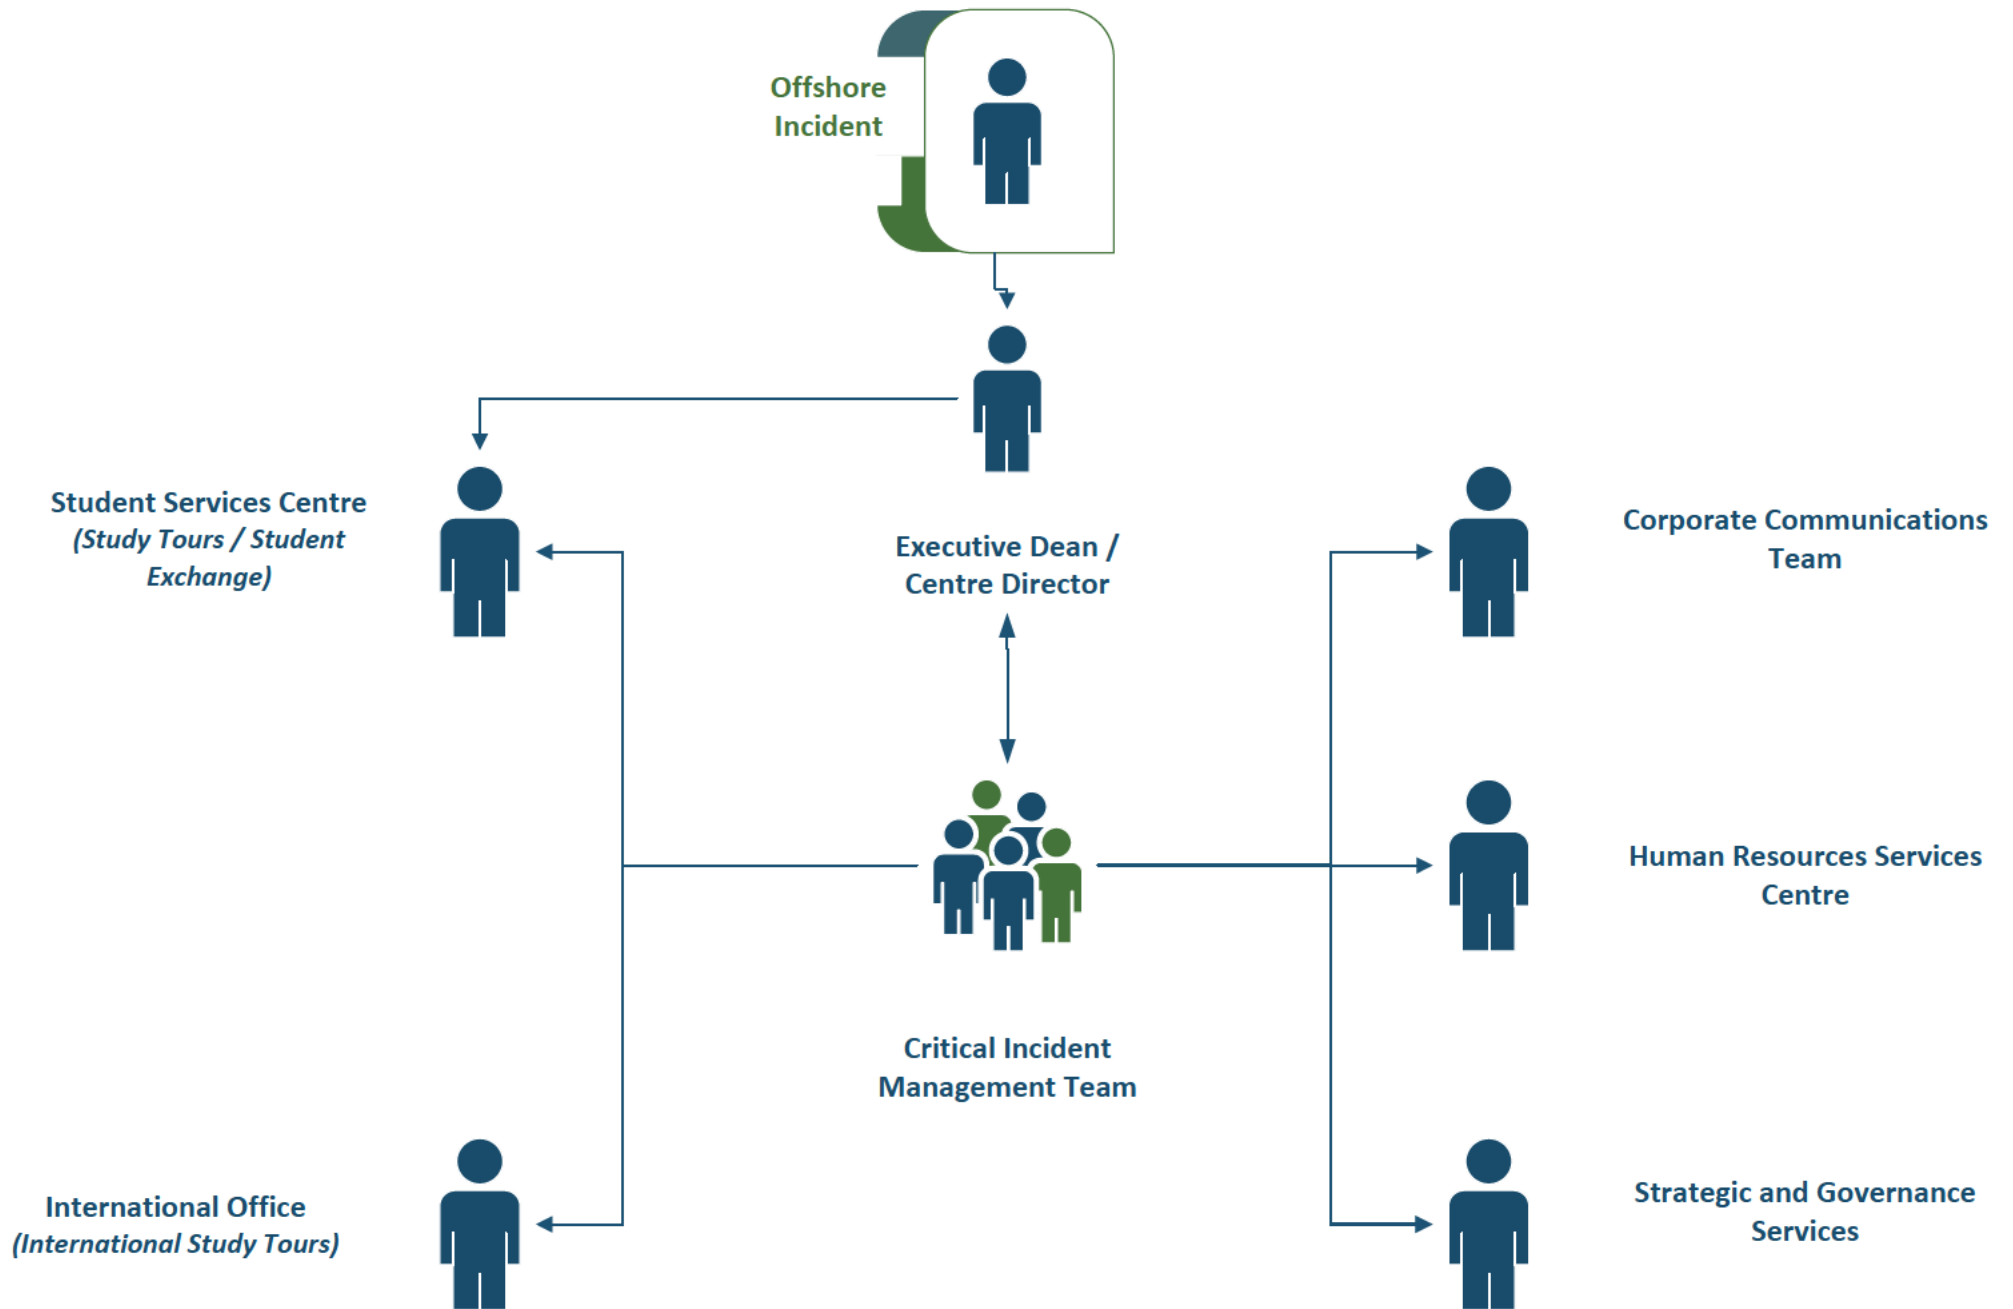 Offshore
Incident
Student Services Centre
(Study Tours / Student
Exchange)
Executive Dean /
Centre Director
Corporate Communications
Team
Human Resources Services
Centre
Critical Incident
Management Team
International Office
(International Study Tours)
Strategic and Governance
Services